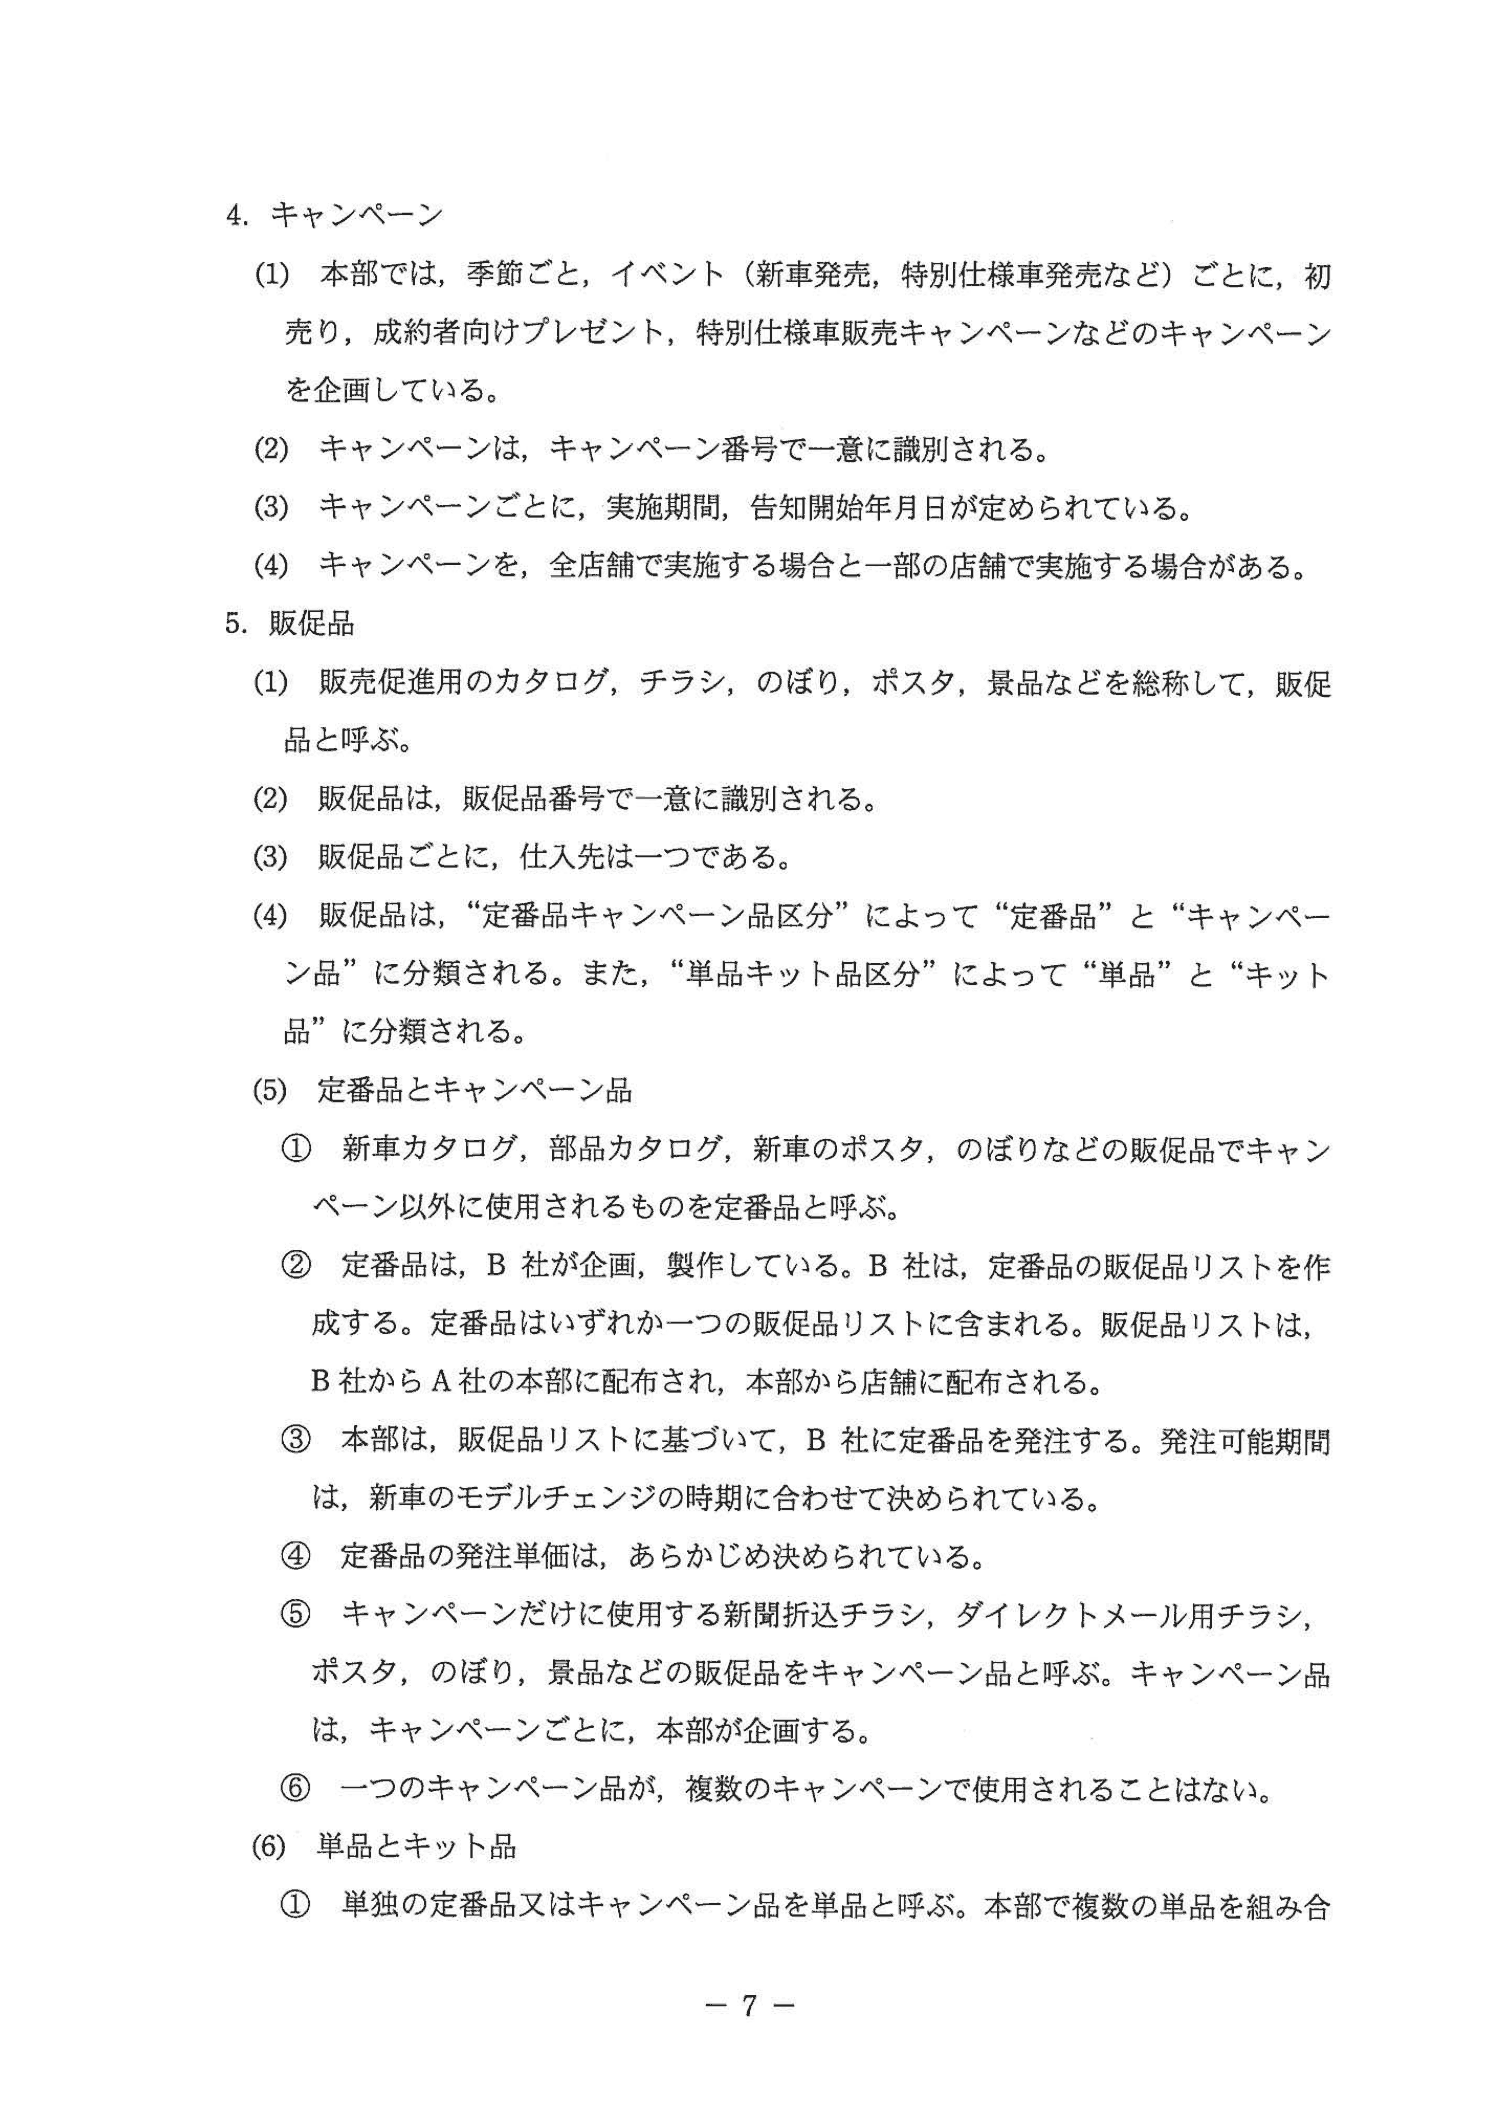 4. キャンペーン
(1) 本部では，季節ごと，イベント（新車発売，特別仕様車発売など）ごとに，初
売り，成約者向けプレゼント，特別仕様車販売キャンペーンなどのキャンペーン
を企画している。
(2) キャンペーンは，キャンペーン番号で一意に識別される。
(3) キャンペーンごとに，実施期間，告知開始年月日が定められている。
(4) キャンペーンを，全店舗で実施する場合と一部の店舗で実施する場合がある。
5. 販促品
(1) 販売促進用のカタログ，チラシ，のぼり，ポスタ，景品などを総称して，販促
品と呼ぶ。
(2) 販促品は，販促品番号で一意に識別される。
(3) 販促品ごとに，仕入先は一つである。
(4) 販促品は，“定番品キャンペーン品区分”によって“定番品”と“キャンペー
ン品”に分類される。また，“単品キット品区分”によって“単品”と“キット
品”に分類される。
(5) 定番品とキャンペーン品
① 新車カタログ，部品カタログ，新車のポスタ，のぼりなどの販促品でキャン
ペーン以外に使用されるものを定番品と呼ぶ。
② 定番品は，B 社が企画，製作している。B 社は，定番品の販促品リストを作
成する。定番品はいずれか一つの販促品リストに含まれる。販促品リストは，
B 社から A 社の本部に配布され，本部から店舗に配布される。
③ 本部は，販促品リストに基づいて，B 社に定番品を発注する。発注可能期間
は，新車のモデルチェンジの時期に合わせて決められている。
④ 定番品の発注単価は，あらかじめ決められている。
⑤ キャンペーンだけに使用する新聞折込チラシ，ダイレクトメール用チラシ，
ポスタ，のぼり，景品などの販促品をキャンペーン品と呼ぶ。キャンペーン品
は，キャンペーンごとに，本部が企画する。
⑥ 一つのキャンペーン品が，複数のキャンペーンで使用されることはない。
(6) 単品とキット品
① 単独の定番品又はキャンペーン品を単品と呼ぶ。本部で複数の単品を組み合
－ 7 －